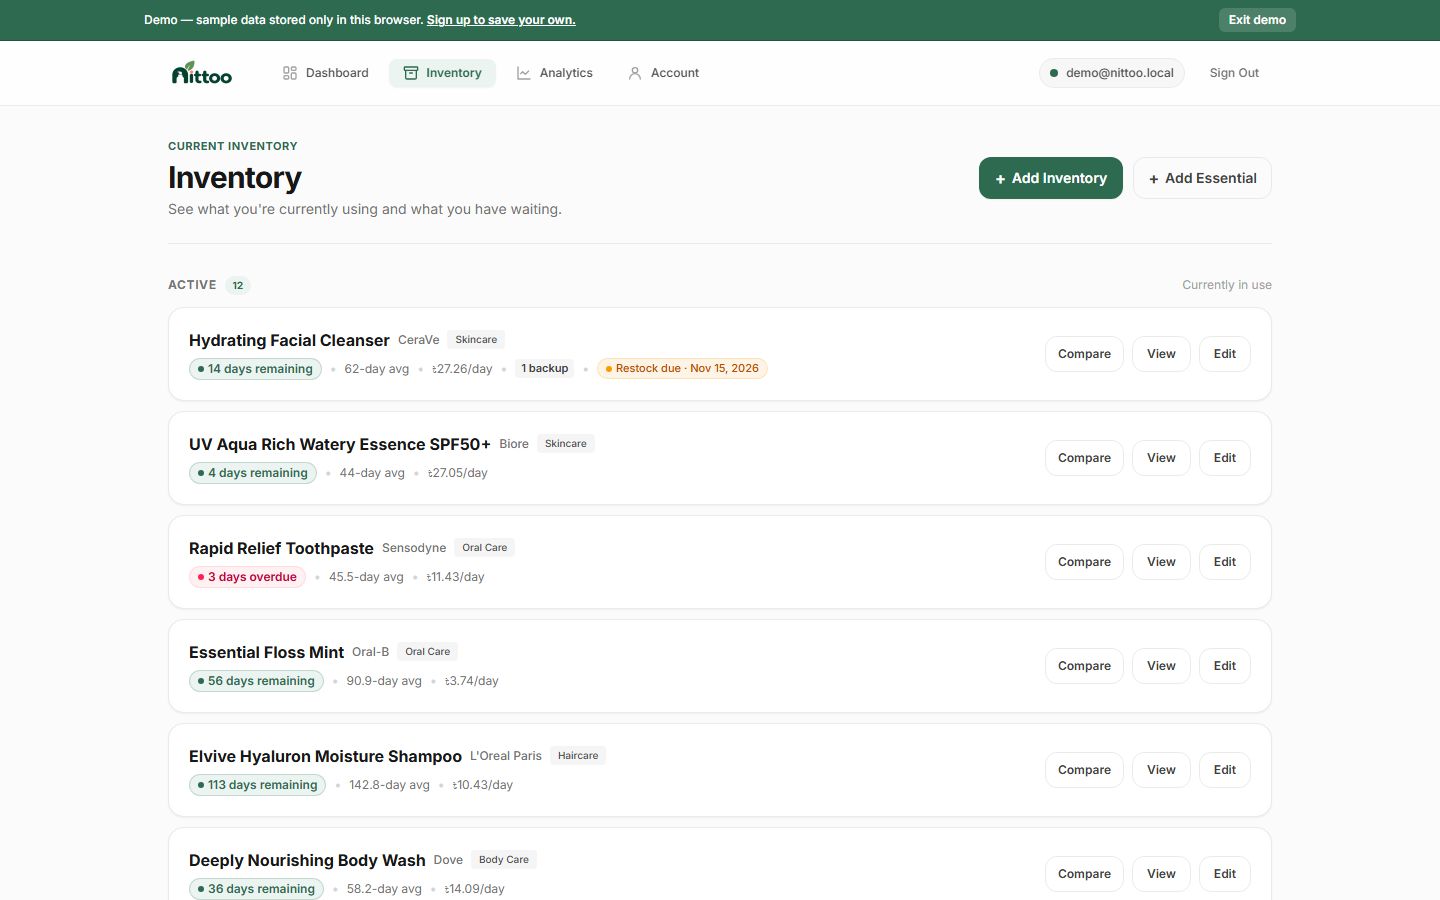 Demo — sample data stored only in this browser. Sign up to save your own.
Exit demo
Nittoo
Dashboard
Inventory
Analytics
Account
demo@nittoo.local
Sign Out
CURRENT INVENTORY
Inventory
See what you're currently using and what you have waiting.
+ Add Inventory
+ Add Essential
ACTIVE 12
Currently in use
Hydrating Facial Cleanser CeraVe Skincare
14 days remaining • 62-day avg • ৳27.26/day • 1 backup • Restock due · Nov 15, 2026
Compare View Edit
UV Aqua Rich Watery Essence SPF50+ Biore Skincare
4 days remaining • 44-day avg • ৳27.05/day
Compare View Edit
Rapid Relief Toothpaste Sensodyne Oral Care
3 days overdue • 45.5-day avg • ৳11.43/day
Compare View Edit
Essential Floss Mint Oral-B Oral Care
56 days remaining • 90.9-day avg • ৳3.74/day
Compare View Edit
Elvive Hyaluron Moisture Shampoo L'Oreal Paris Haircare
113 days remaining • 142.8-day avg • ৳10.43/day
Compare View Edit
Deeply Nourishing Body Wash Dove Body Care
36 days remaining • 58.2-day avg • ৳14.09/day
Compare View Edit